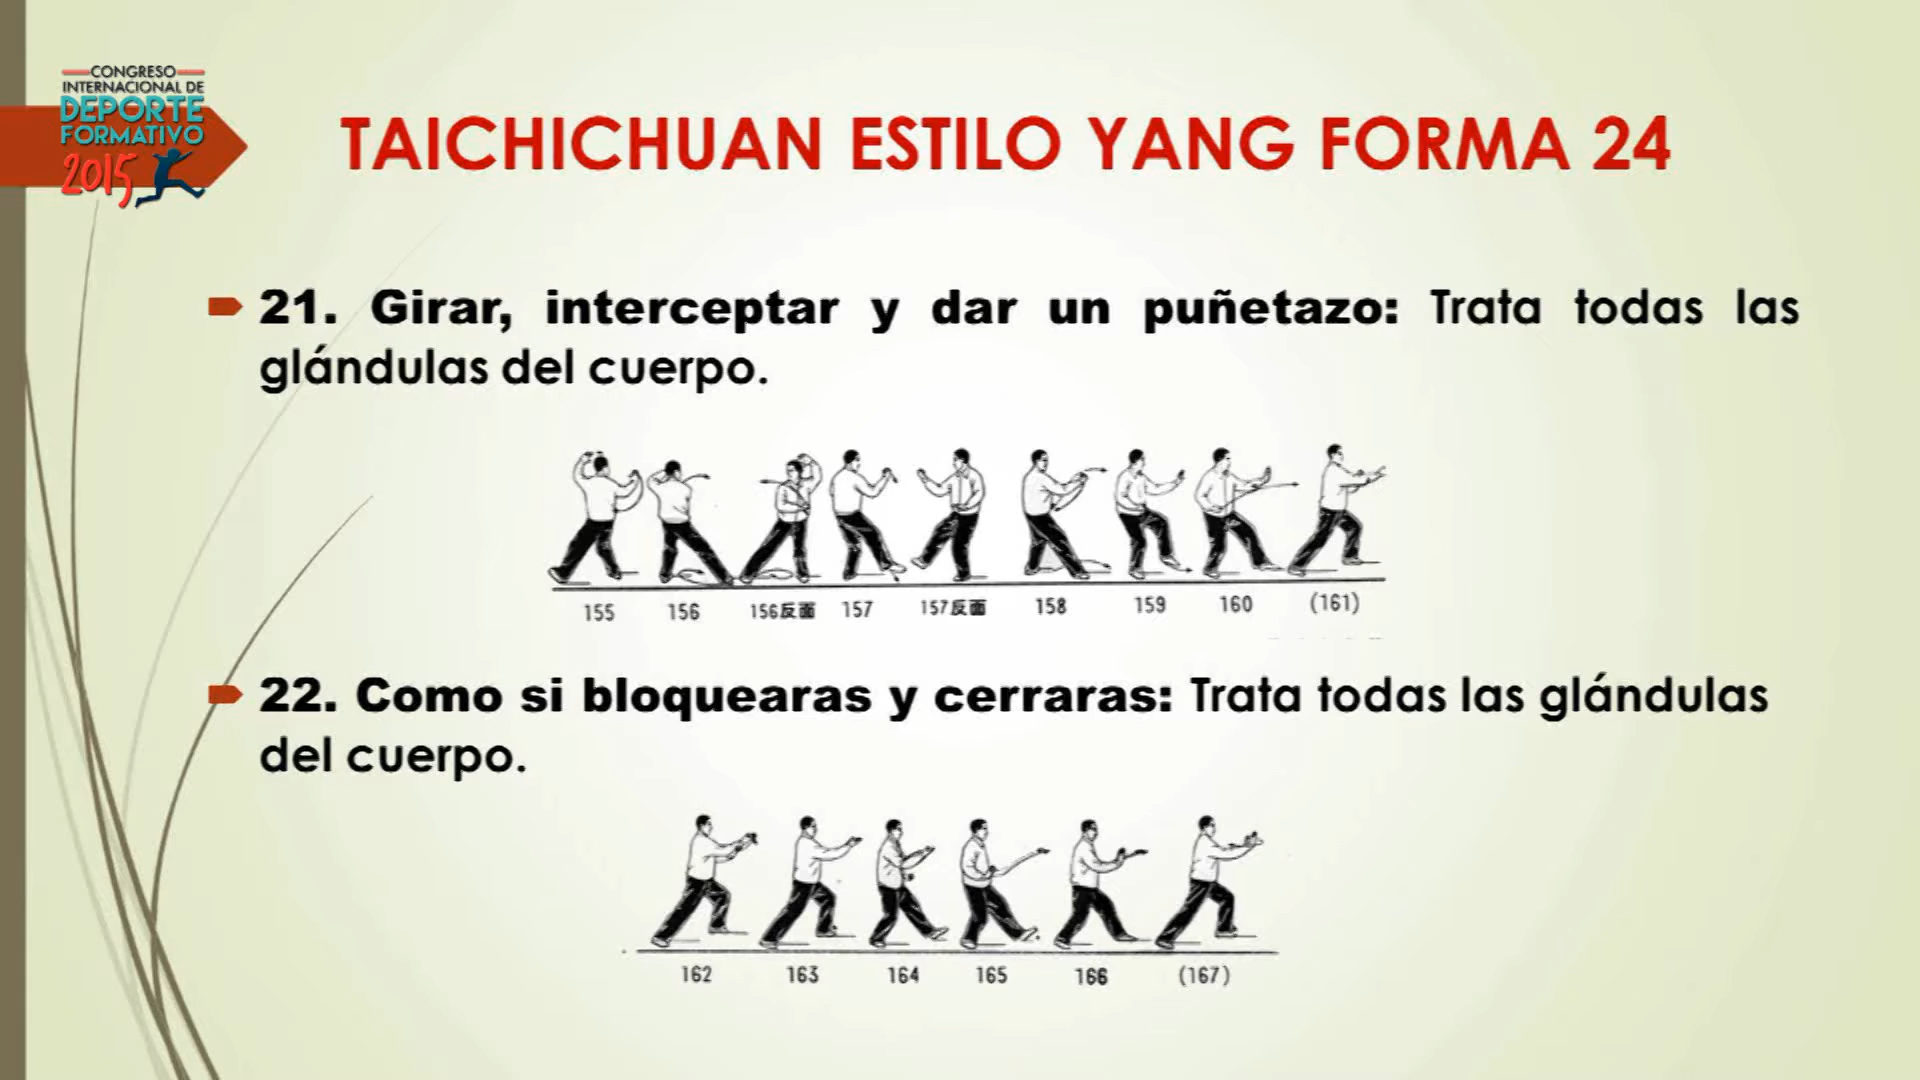 CONGRESO
INTERNACIONAL DE
DEPORTE
FORMATIVO
2015
TAICHICHUAN ESTILO YANG FORMA 24
21. Girar, interceptar y dar un puñetazo: Trata todas las
glándulas del cuerpo.
155 156 156反面 157 157反面 158 159 160 (161)
22. Como si bloquearas y cerraras: Trata todas las glándulas
del cuerpo.
162 163 164 165 166 (167)